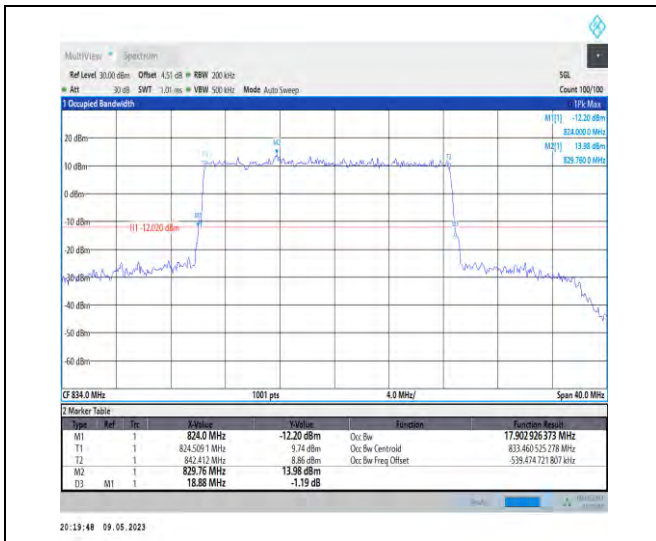 MultiView Spectrum
Ref Level 30.00 dBm Offset 4.51 dB RBW 200 kHz SGL
Att 30 dB SWT 1.01 ms VBW 500 kHz Mode Auto Sweep Count 100/100
1 Occupied Bandwidth 1Pk Max
M1[1] -12.20 dBm
824.000 0 MHz
M2[1] 13.98 dBm
829.760 0 MHz
20 dBm
M2
T2
10 dBm
0 dBm
-10 dBm
H1 -12.020 dBm
-20 dBm
-30 dBm
-40 dBm
-50 dBm
-60 dBm
CF 834.0 MHz 1001 pts 4.0 MHz/ Span 40.0 MHz
2 Marker Table
Type Ref Trc X-Value Y-Value Function Function Result
M1 1 824.0 MHz -12.20 dBm Occ Bw 17.902 926 373 MHz
T1 1 824.509 1 MHz 9.74 dBm Occ Bw Centroid 833.460 525 278 MHz
T2 1 842.412 MHz 8.86 dBm Occ Bw Freq Offset -539.474 721 807 kHz
M2 1 829.76 MHz 13.98 dBm
D3 M1 1 18.88 MHz -1.19 dB
20:19:48 09.05.2023